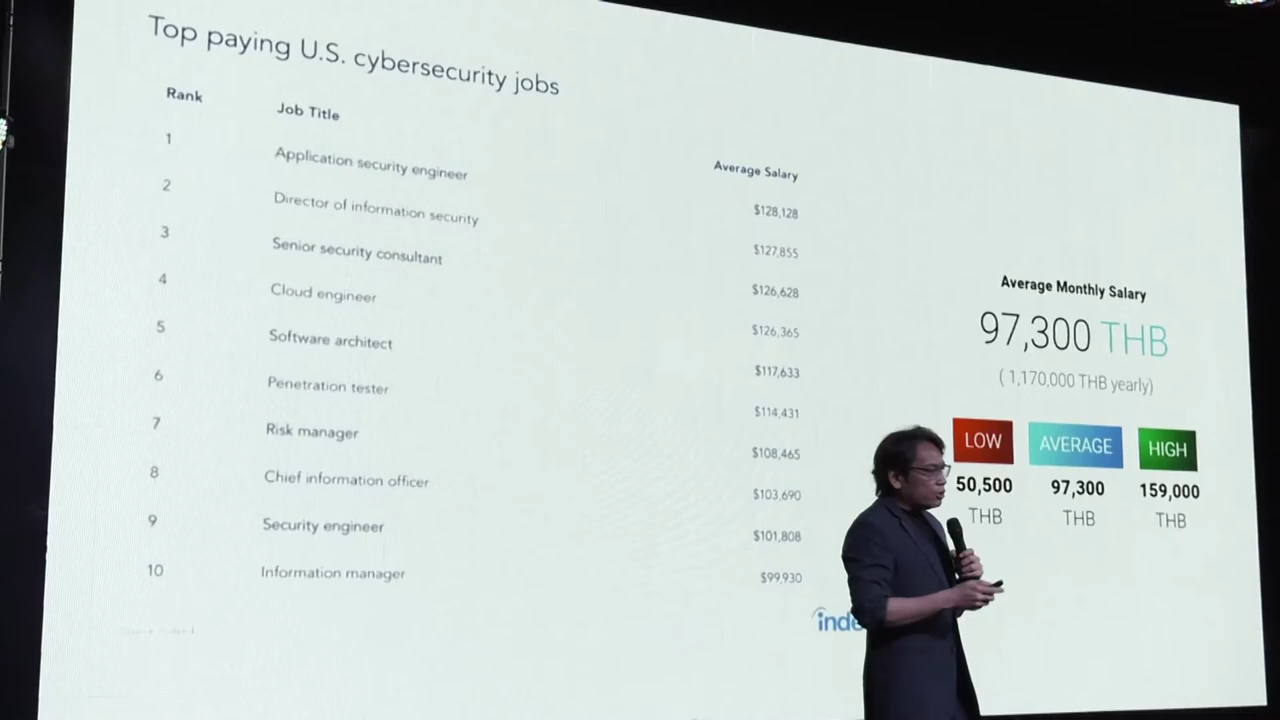 Top paying U.S. cybersecurity jobs
Rank Job Title Average Salary
1 Application security engineer $128,128
2 Director of information security $127,855
3 Senior security consultant $126,628
4 Cloud engineer $126,365
5 Software architect $117,633
6 Penetration tester $114,431
7 Risk manager $108,465
8 Chief information officer $103,690
9 Security engineer $101,808
10 Information manager $99,930
inde
Average Monthly Salary
97,300 THB
( 1,170,000 THB yearly)
LOW AVERAGE HIGH
50,500 97,300 159,000
THB THB THB